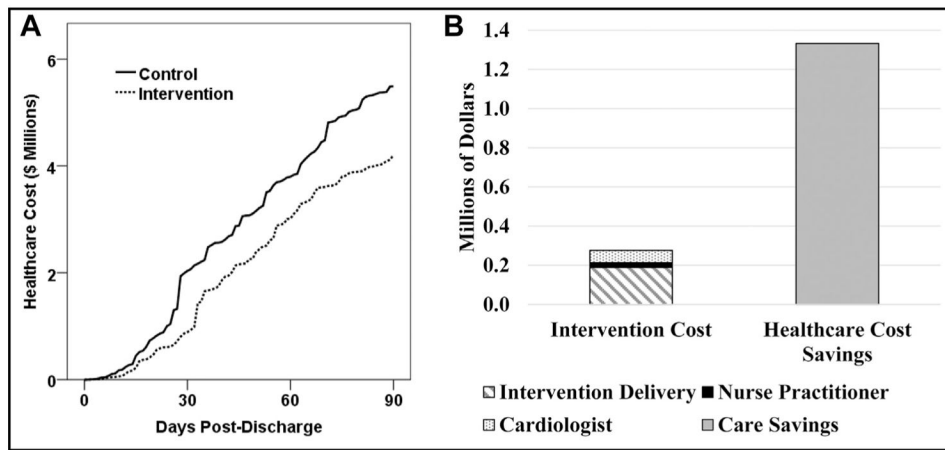 A
Healthcare Cost ($ Millions)
6
4
2
0
Control
Intervention
0 30 60 90
Days Post-Discharge
B
Millions of Dollars
1.4
1.2
1.0
0.8
0.6
0.4
0.2
0.0
Intervention Cost
Healthcare Cost
Savings
Intervention Delivery
Nurse Practitioner
Cardiologist
Care Savings